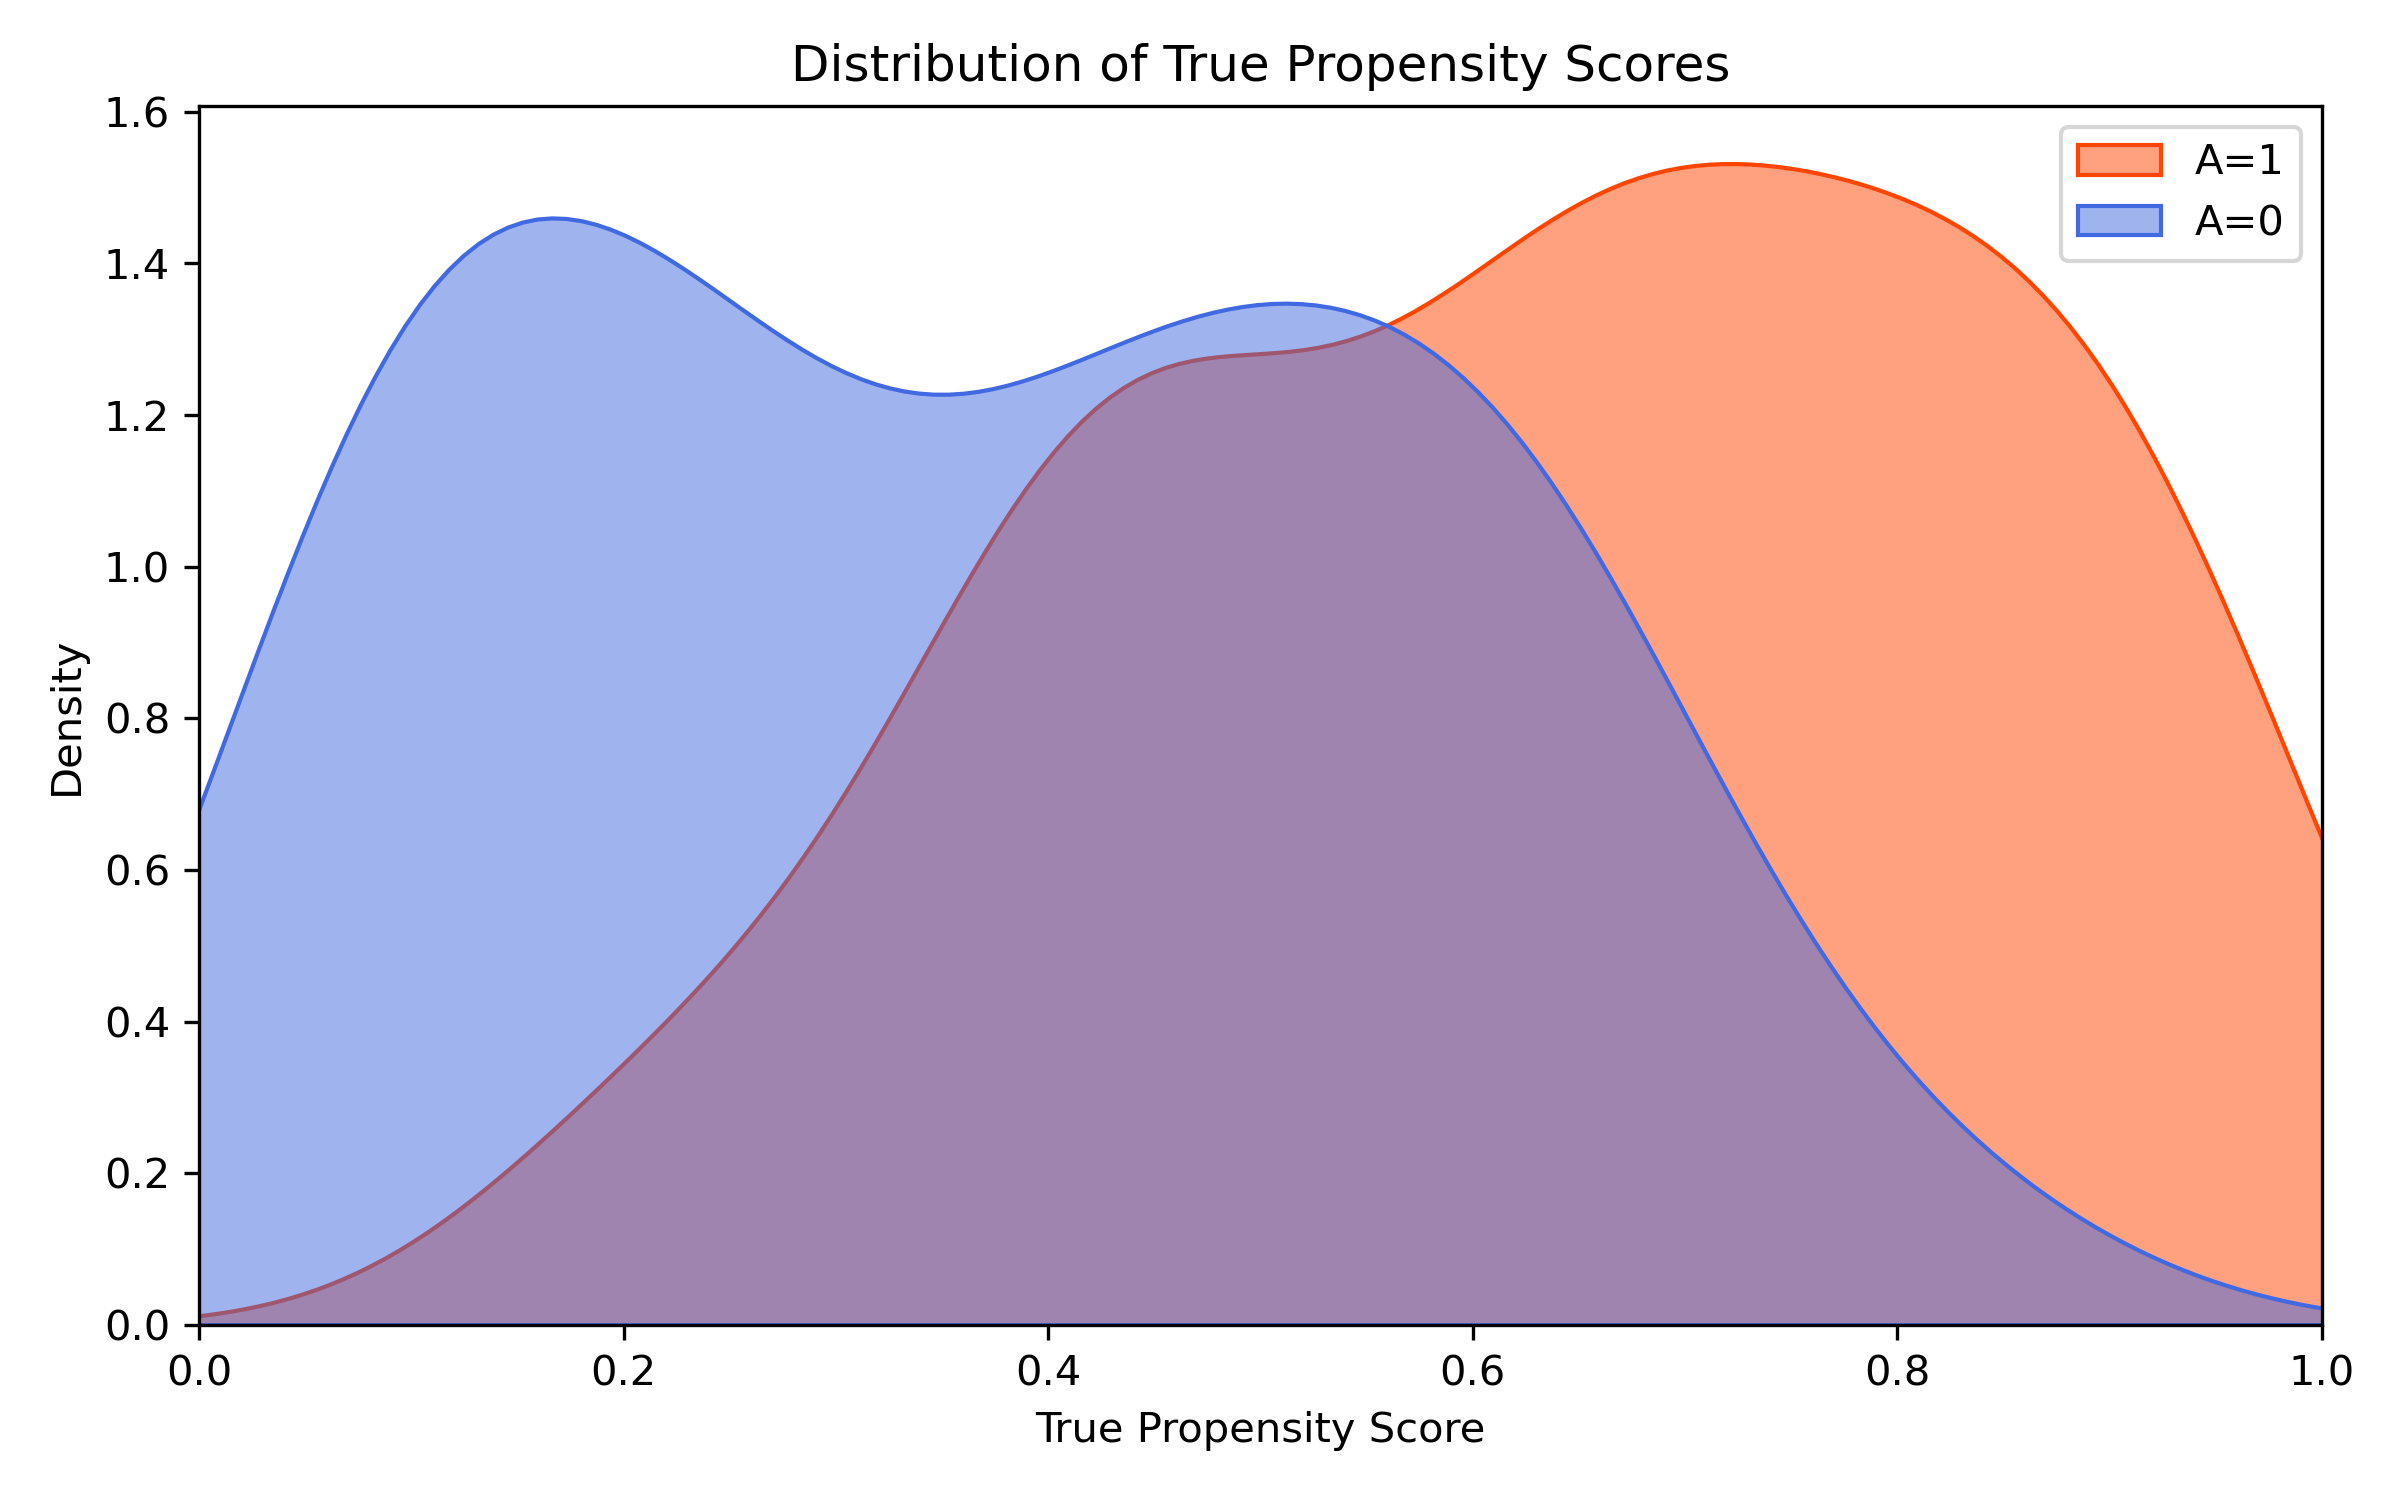 Distribution of True Propensity Scores
1.6
1.4
1.2
1.0
0.8
0.6
0.4
0.2
0.0
Density
A=1
A=0
0.0 0.2 0.4 0.6 0.8 1.0
True Propensity Score